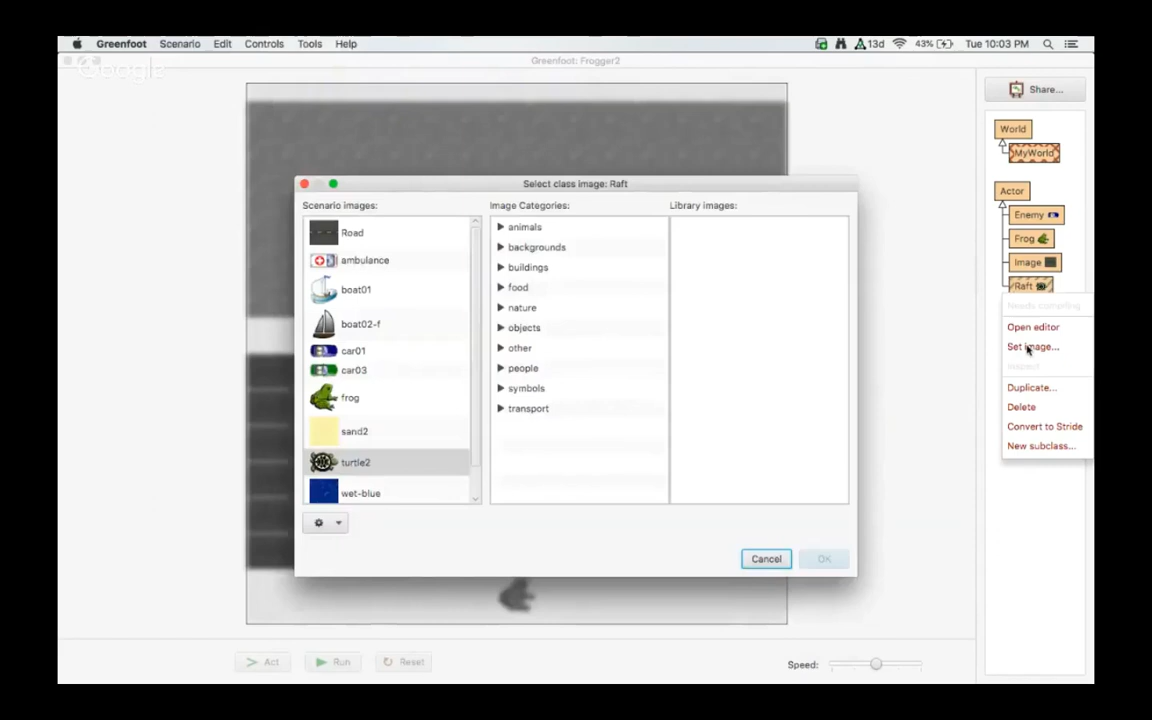 Greenfoot Scenario Edit Controls Tools Help 13d 43% Tue 10:03 PM
Greenfoot: Frogger2
Share...
World
MyWorld
Actor
Enemy
Frog
Image
Raft
Select class image: Raft
Scenario images:
Image Categories:
Library images:
Road
ambulance
boat01
boat02-f
car01
car03
frog
sand2
turtle2
wet-blue
animals
backgrounds
buildings
food
nature
objects
other
people
symbols
transport
Cancel
OK
Needs compiling
Open editor
Set image...
Inspect
Duplicate...
Delete
Convert to Stride
New subclass...
Act
Run
Reset
Speed: